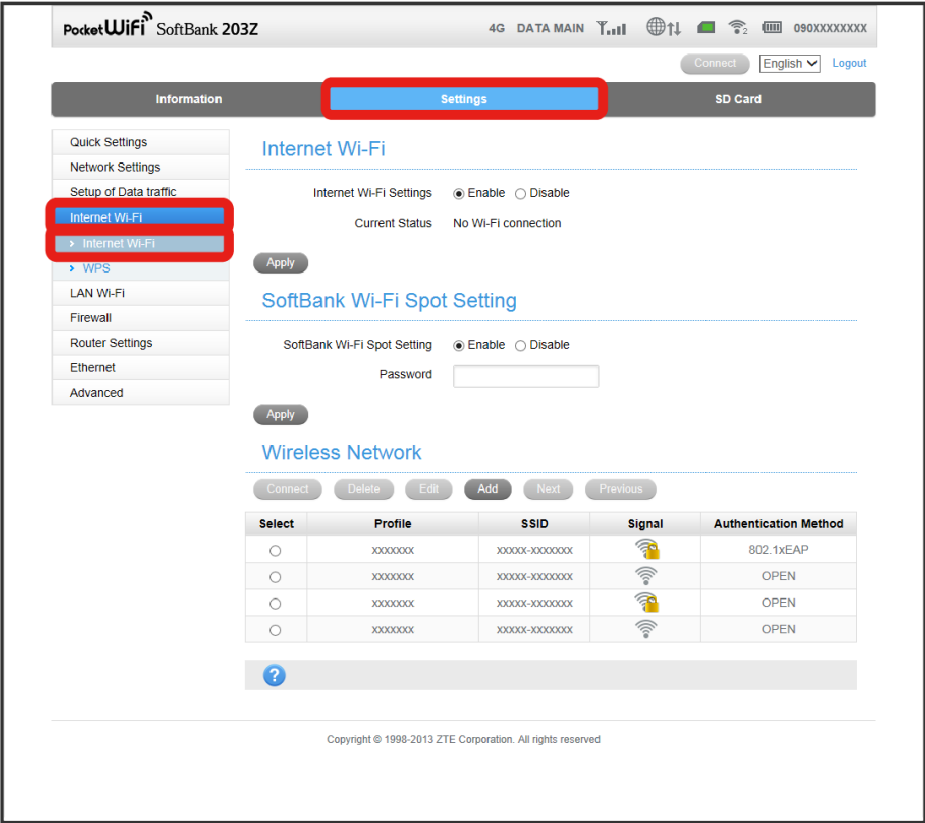 PocketWiFi SoftBank 203Z 4G DATA MAIN 2 090XXXXXXXX
Connect English Logout
Information Settings SD Card
Quick Settings
Network Settings
Setup of Data traffic
Internet Wi-Fi
› Internet Wi-Fi
› WPS
LAN Wi-Fi
Firewall
Router Settings
Ethernet
Advanced
Internet Wi-Fi
Internet Wi-Fi Settings Enable Disable
Current Status No Wi-Fi connection
Apply
SoftBank Wi-Fi Spot Setting
SoftBank Wi-Fi Spot Setting Enable Disable
Password
Apply
Wireless Network
Connect Delete Edit Add Next Previous
Select Profile SSID Signal Authentication Method
xxxxxxx xxxxx-xxxxxxx 802.1xEAP
xxxxxxx xxxxx-xxxxxxx OPEN
xxxxxxx xxxxx-xxxxxxx OPEN
xxxxxxx xxxxx-xxxxxxx OPEN
?
Copyright © 1998-2013 ZTE Corporation. All rights reserved